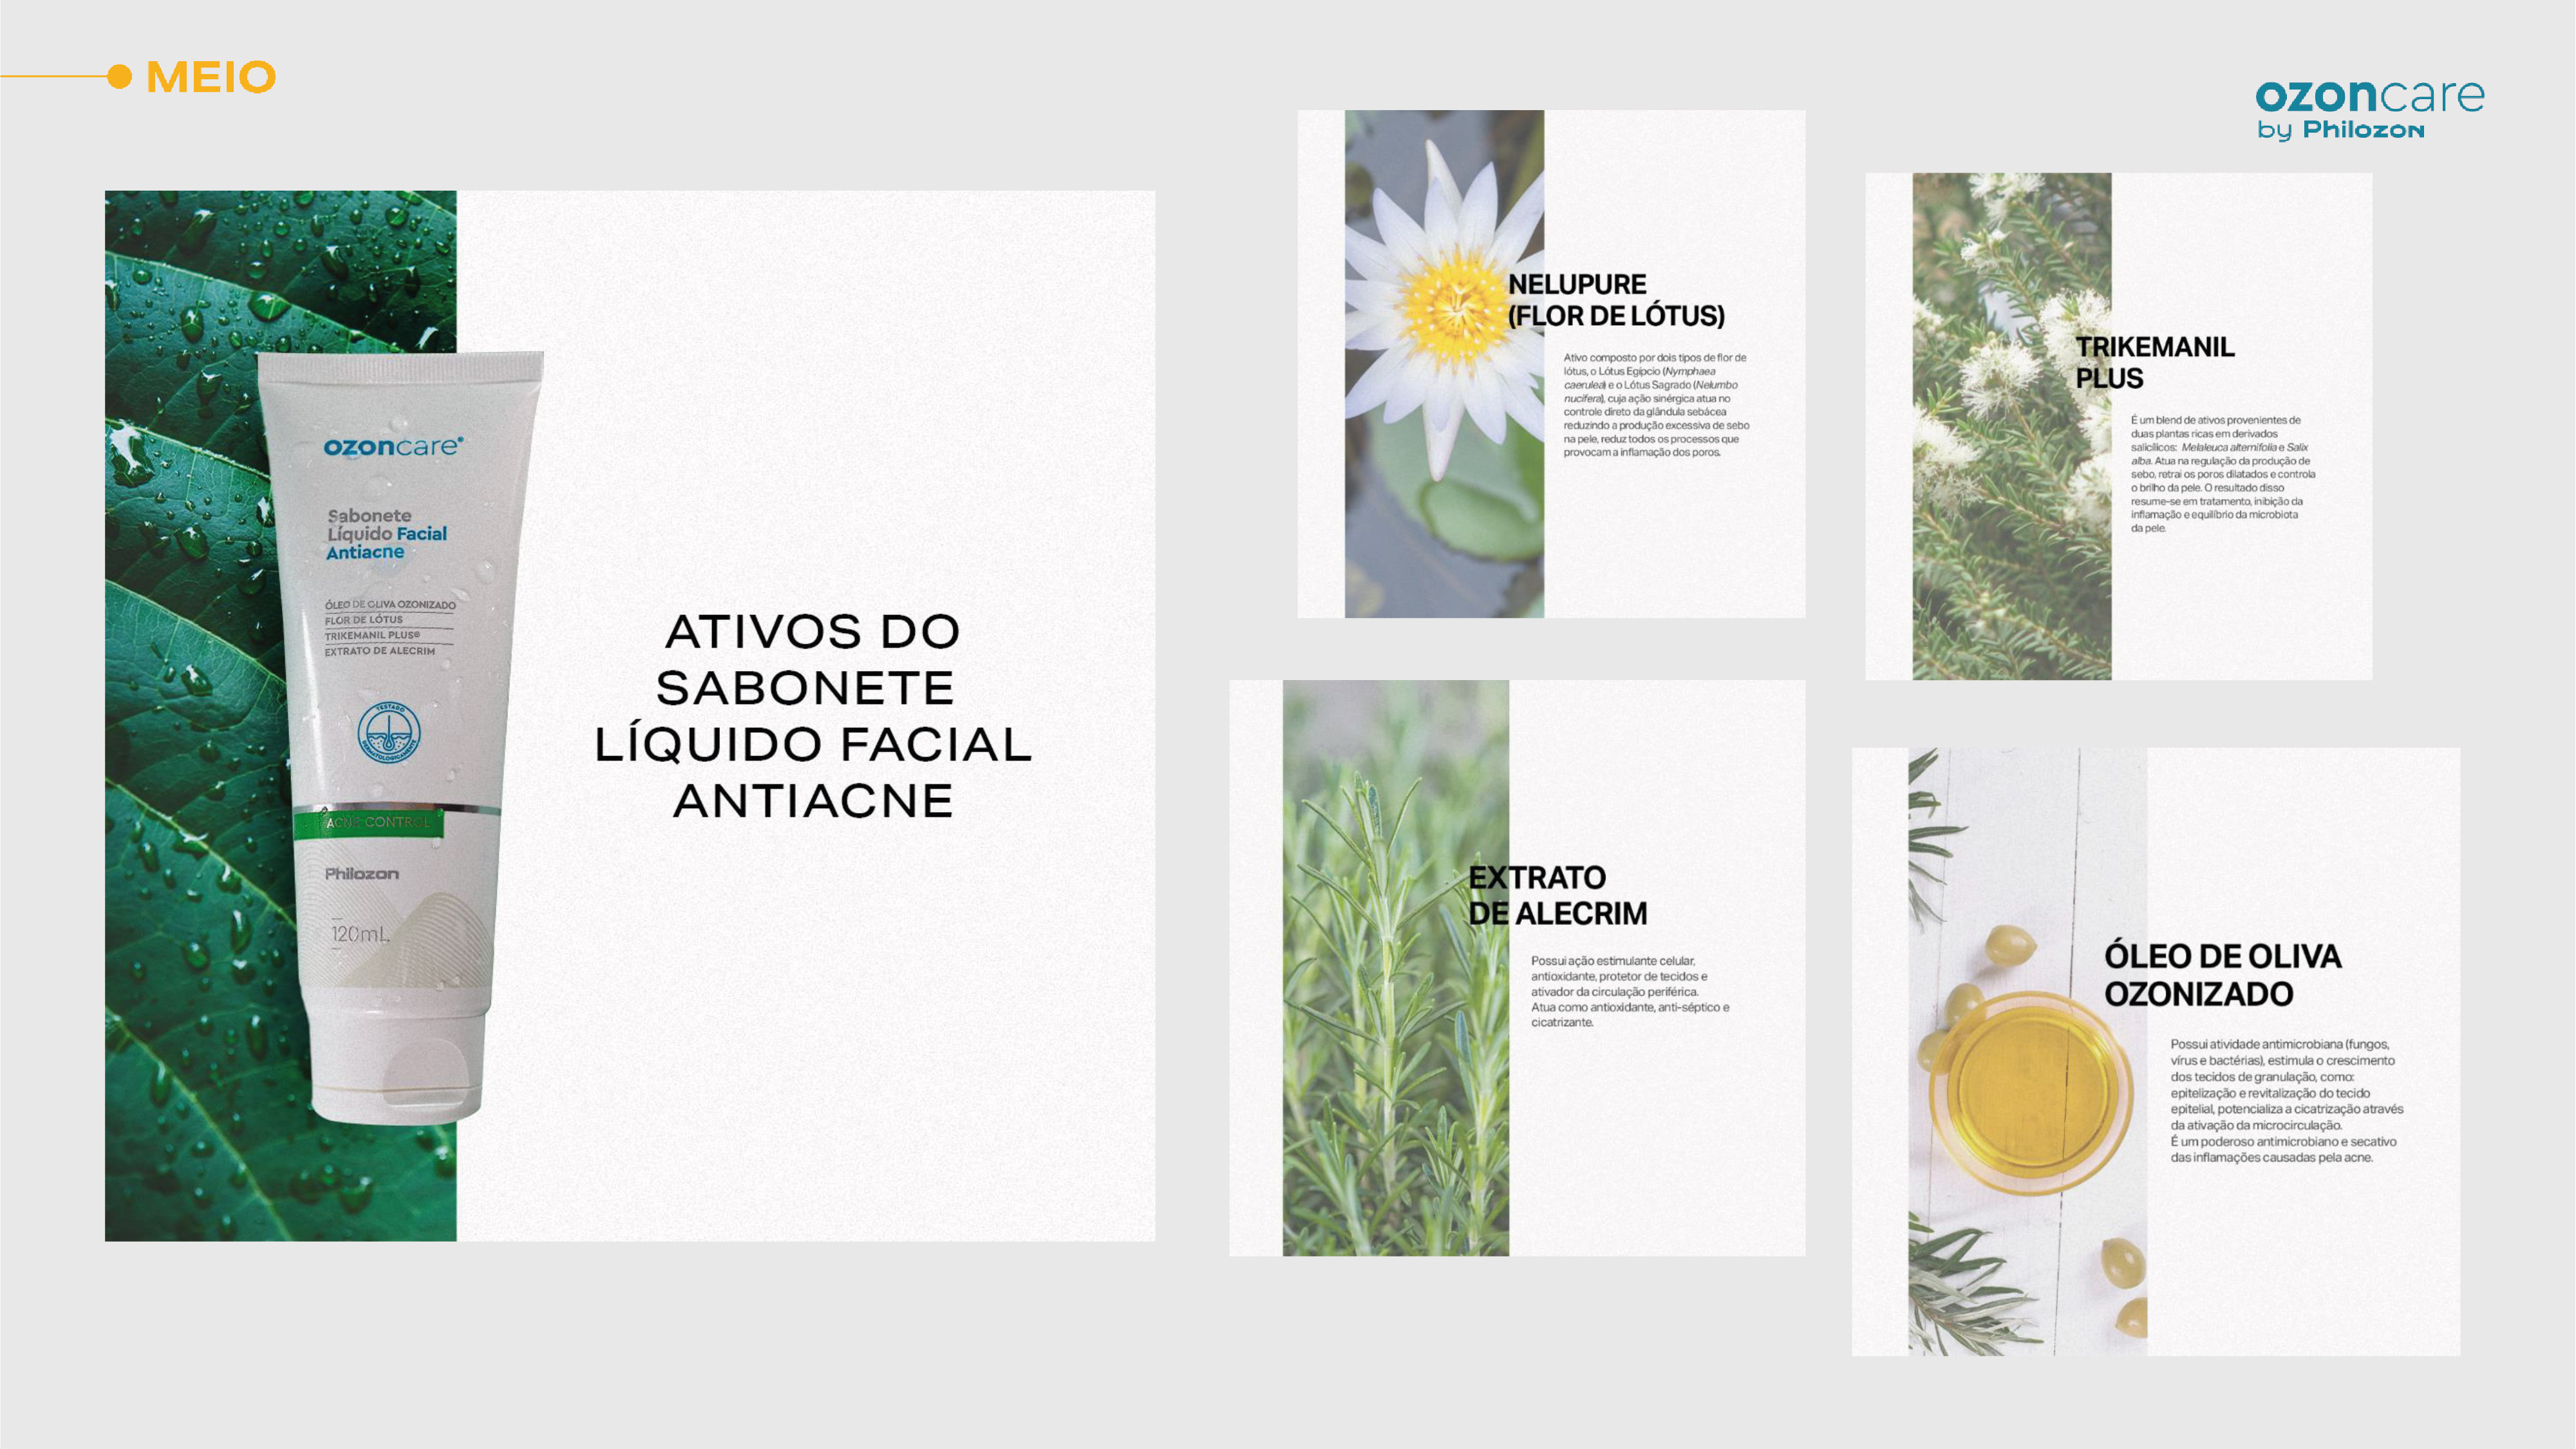 MEIO
ozoncare
by Philozon
ozoncare®
Sabonete
Líquido Facial
Antiacne
ÓLEO DE OLIVA OZONIZADO
FLOR DE LÓTUS
TRIKEMANIL PLUS®
EXTRATO DE ALECRIM
TESTADO
DERMATOLOGICAMENTE
ACNE CONTROL
Philozon
120mL
ATIVOS DO
SABONETE
LÍQUIDO FACIAL
ANTIACNE
NELUPURE
(FLOR DE LÓTUS)
Ativo composto por dois tipos de flor de
lótus, o Lótus Egípcio (Nymphaea
caerulea) e o Lótus Sagrado (Nelumbo
nucifera), cuja ação sinérgica atua no
controle direto da glândula sebácea
reduzindo a produção excessiva de sebo
na pele, reduz todos os processos que
provocam a inflamação dos poros.
TRIKEMANIL
PLUS
É um blend de ativos provenientes de
duas plantas ricas em derivados
salicílicos: Melaleuca alternifolia e Salix
alba. Atua na regulação da produção de
sebo, retrai os poros dilatados e controla
o brilho da pele. O resultado disso
resume-se em tratamento, inibição da
inflamação e equilíbrio da microbiota
da pele.
EXTRATO
DE ALECRIM
Possui ação estimulante celular,
antioxidante, protetor de tecidos e
ativador da circulação periférica.
Atua como antioxidante, anti-séptico e
cicatrizante.
ÓLEO DE OLIVA
OZONIZADO
Possui atividade antimicrobiana (fungos,
vírus e bactérias), estimula o crescimento
dos tecidos de granulação, como:
epitelização e revitalização do tecido
epitelial, potencializa a cicatrização através
da ativação da microcirculação.
É um poderoso antimicrobiano e secativo
das inflamações causadas pela acne.